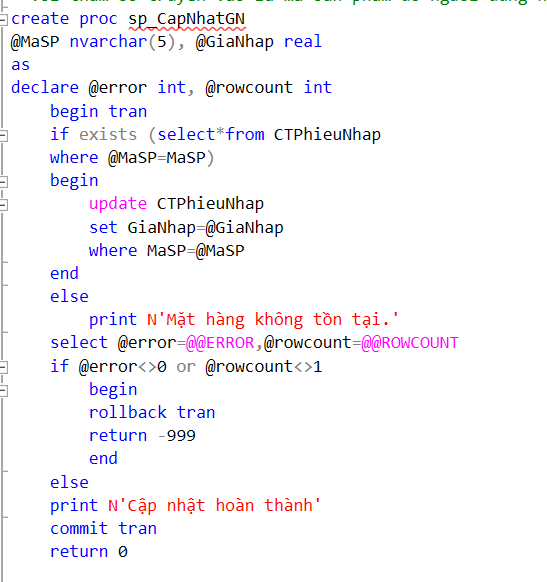 create proc sp_CapNhatGN
@MaSP nvarchar(5), @GiaNhap real
as
declare @error int, @rowcount int
begin tran
if exists (select*from CTPhieuNhap
where @MaSP=MaSP)
begin
update CTPhieuNhap
set GiaNhap=@GiaNhap
where MaSP=@MaSP
end
else
print N'Mặt hàng không tồn tại.'
select @error=@@ERROR,@rowcount=@@ROWCOUNT
if @error<>0 or @rowcount<>1
begin
rollback tran
return -999
end
else
print N'Cập nhật hoàn thành'
commit tran
return 0